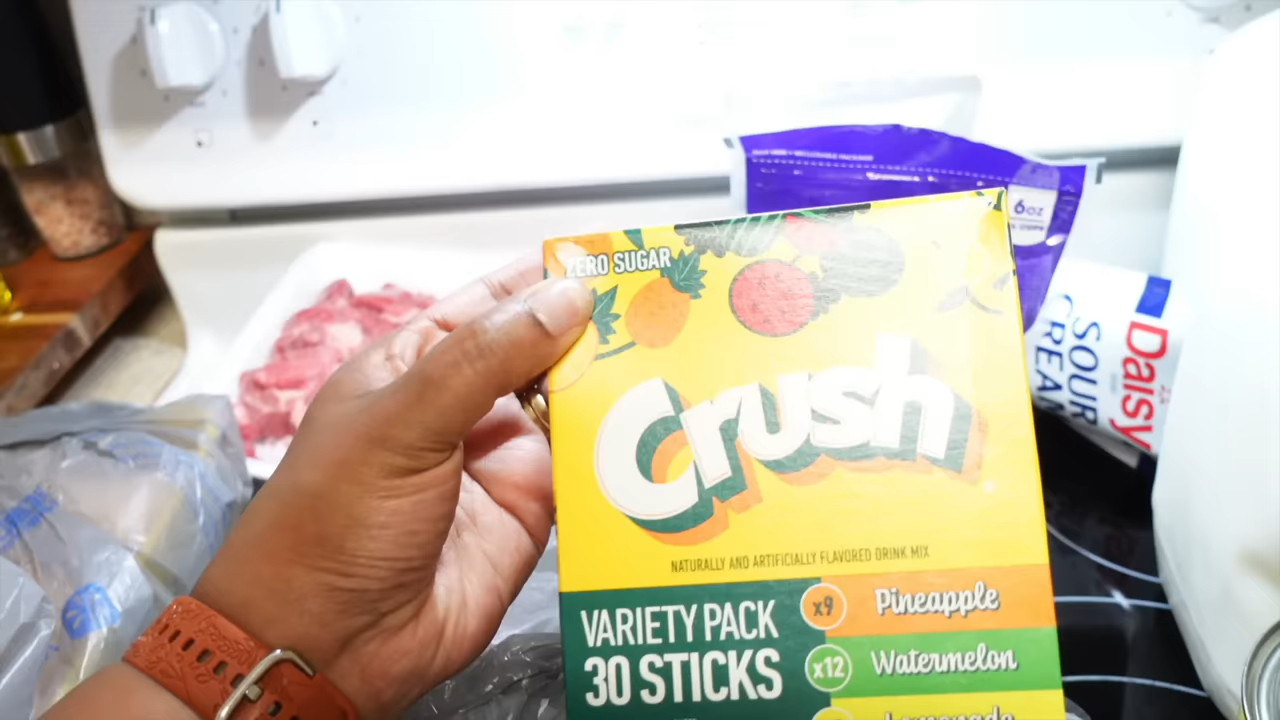 6oz
ZERO SUGAR
Crush
Daisy
SOUR
CREAM
NATURALLY AND ARTIFICIALLY FLAVORED DRINK MIX
VARIETY PACK
30 STICKS
x9 Pineapple
x12 Watermelon
Lemonade